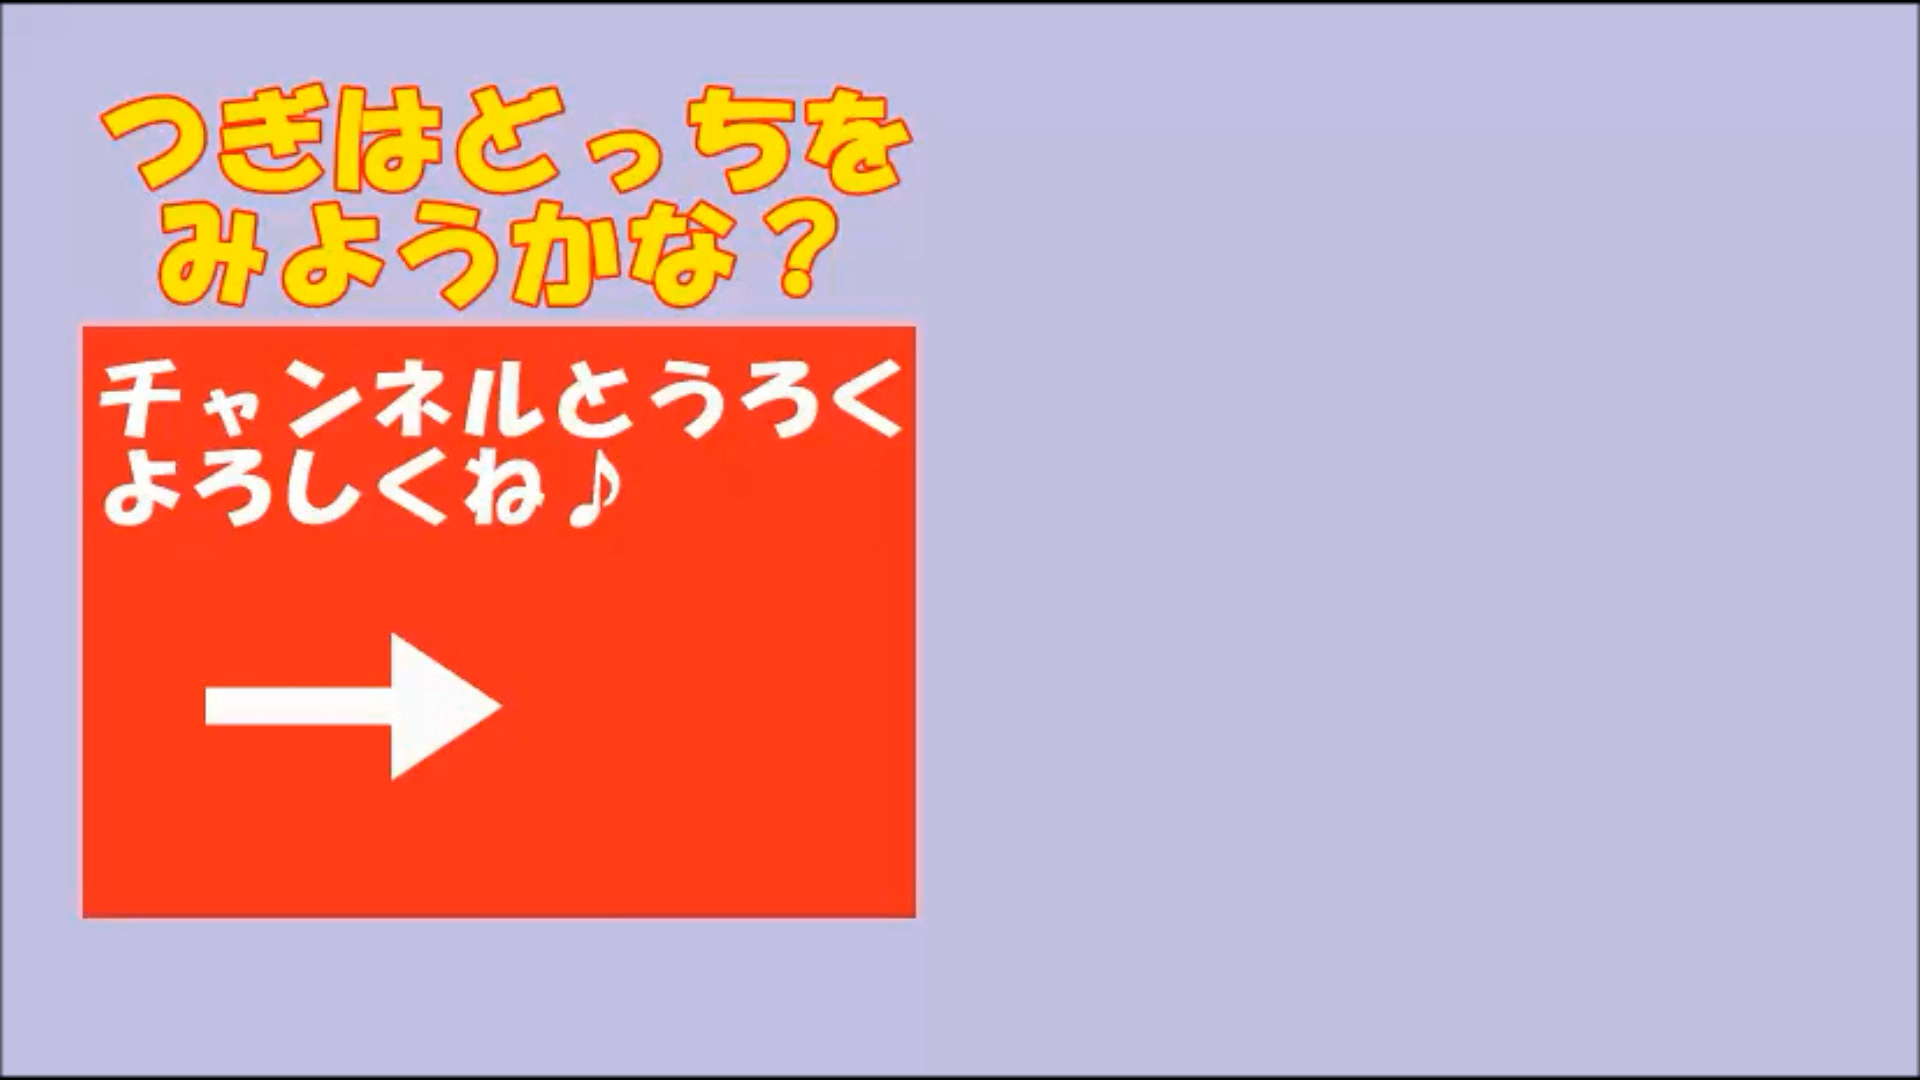 つぎはどっちを
みようかな？
チャンネルとうろく
よろしくね♪